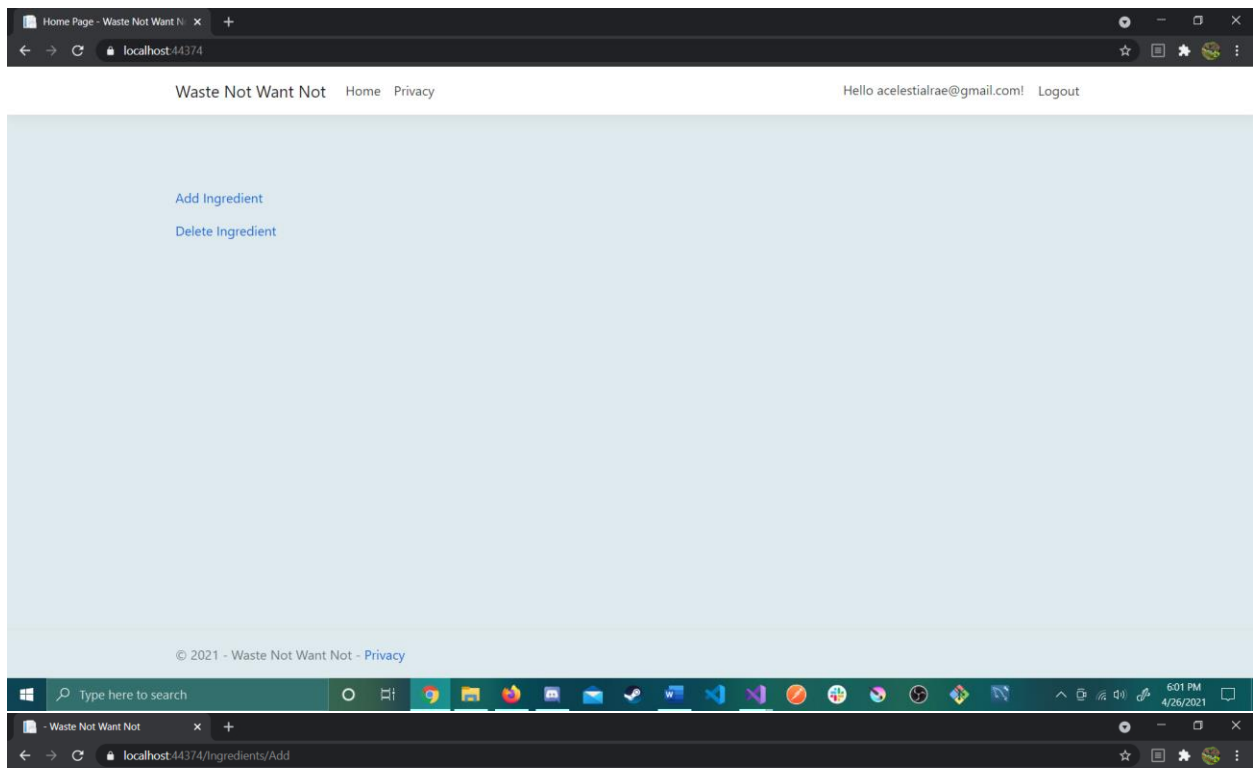 Home Page - Waste Not Want N
localhost:44374
Waste Not Want Not Home Privacy Hello acelestialrae@gmail.com! Logout
Add Ingredient
Delete Ingredient
© 2021 - Waste Not Want Not - Privacy
Type here to search
6:01 PM
4/26/2021
- Waste Not Want Not
localhost:44374/Ingredients/Add